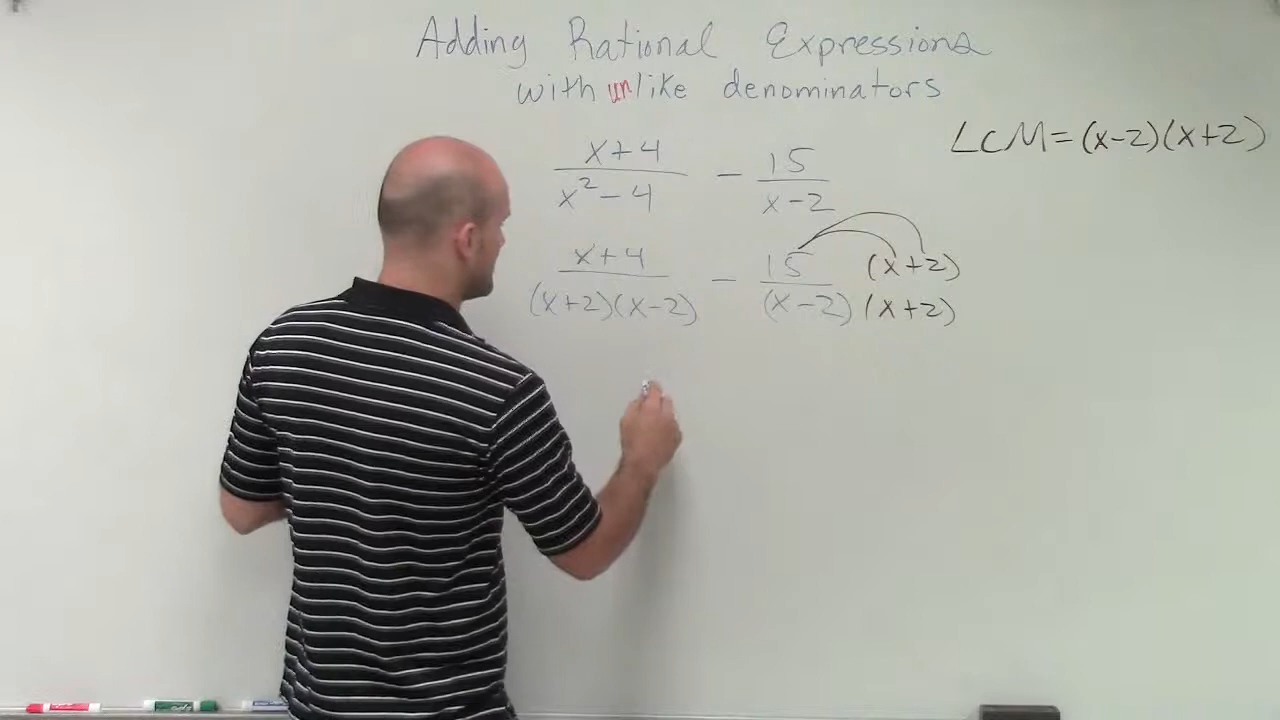 Adding Rational Expressions
with unlike denominators
LCM=(x-2)(x+2)
x+4 15
— - —
x²-4 x-2
x+4 15 (x+2)
— - —
(x+2)(x-2) (x-2) (x+2)